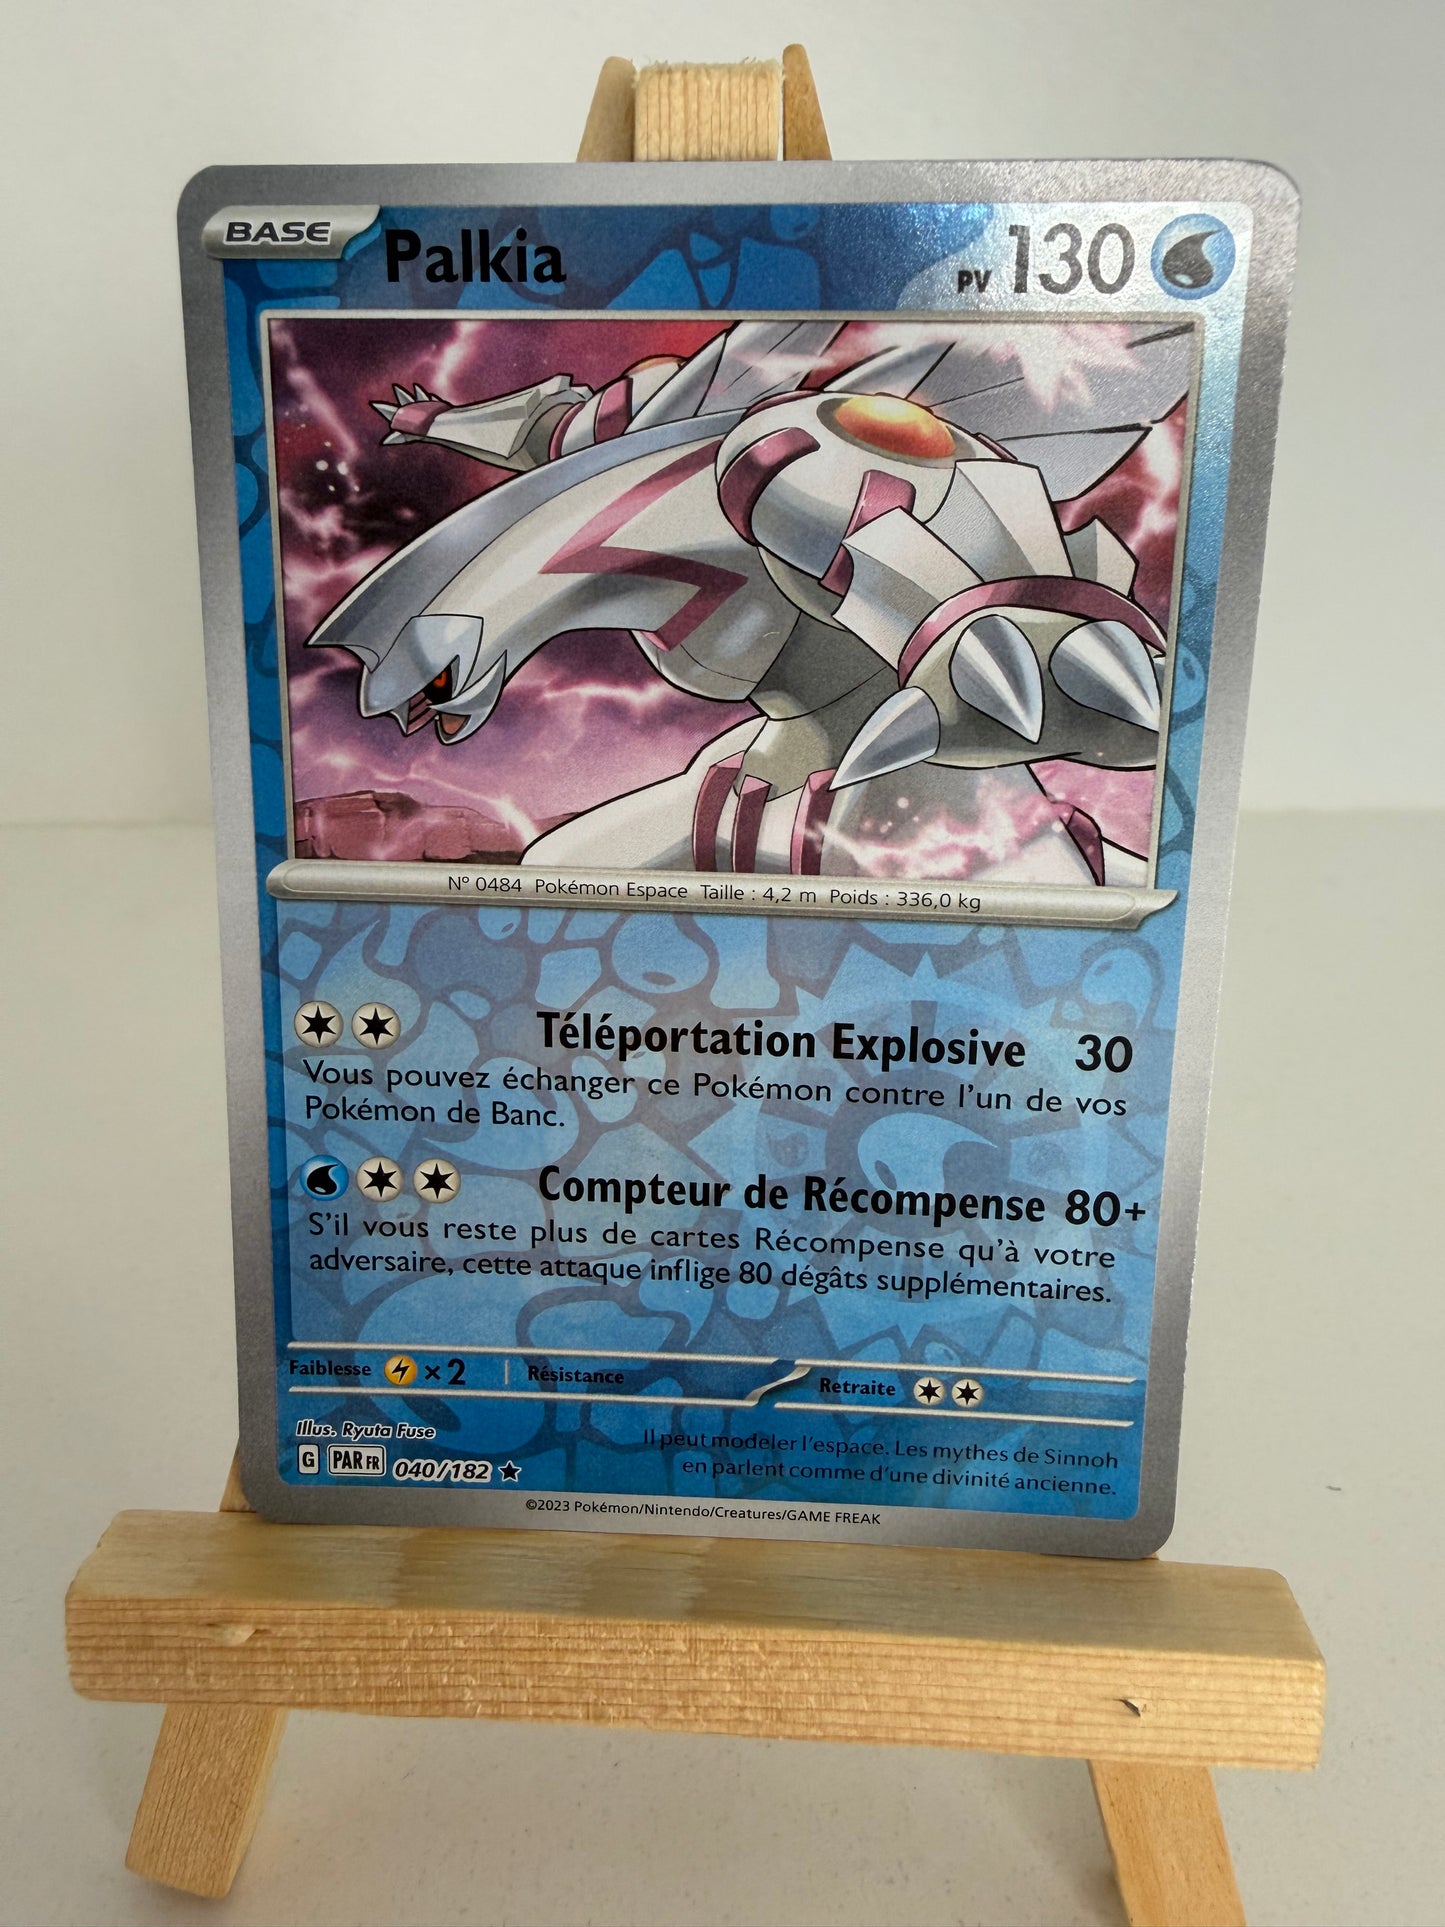 BASE Palkia PV 130
N° 0484 Pokémon Espace Taille : 4,2 m Poids : 336,0 kg
Téléportation Explosive 30
Vous pouvez échanger ce Pokémon contre l'un de vos
Pokémon de Banc.
Compteur de Récompense 80+
S'il vous reste plus de cartes Récompense qu'à votre
adversaire, cette attaque inflige 80 dégâts supplémentaires.
Faiblesse ×2 Résistance Retraite
Illus. Ryuta Fuse
G PAR FR 040/182
Il peut modeler l'espace. Les mythes de Sinnoh
en parlent comme d'une divinité ancienne.
©2023 Pokémon/Nintendo/Creatures/GAME FREAK